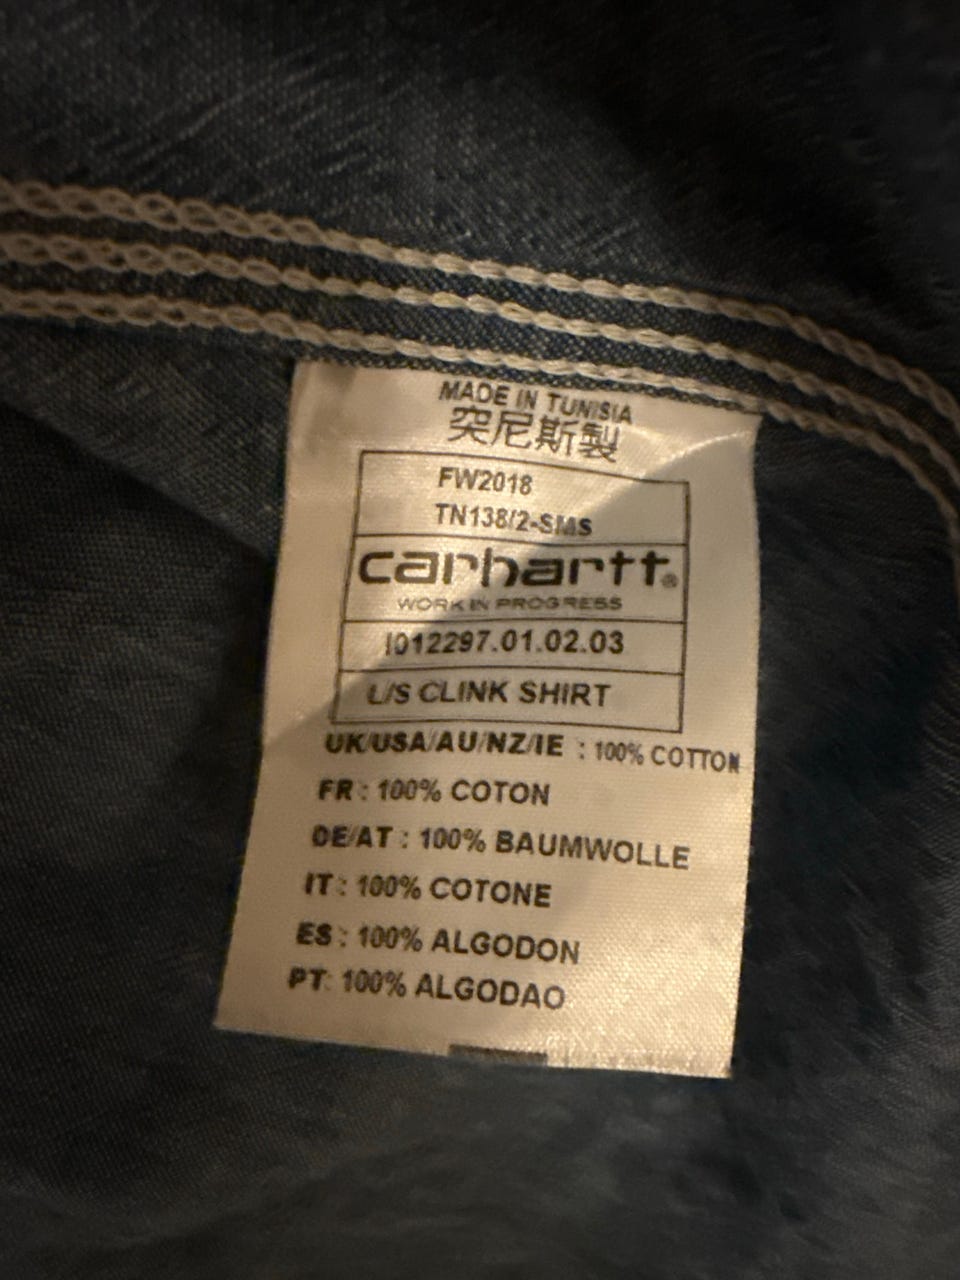 MADE IN TUNISIA
突尼斯製
FW2018
TN138/2-SMS
carhartt®
WORK IN PROGRESS
I012297.01.02.03
L/S CLINK SHIRT
UK/USA/AU/NZ/IE : 100% COTTON
FR : 100% COTON
DE/AT : 100% BAUMWOLLE
IT : 100% COTONE
ES : 100% ALGODON
PT: 100% ALGODAO